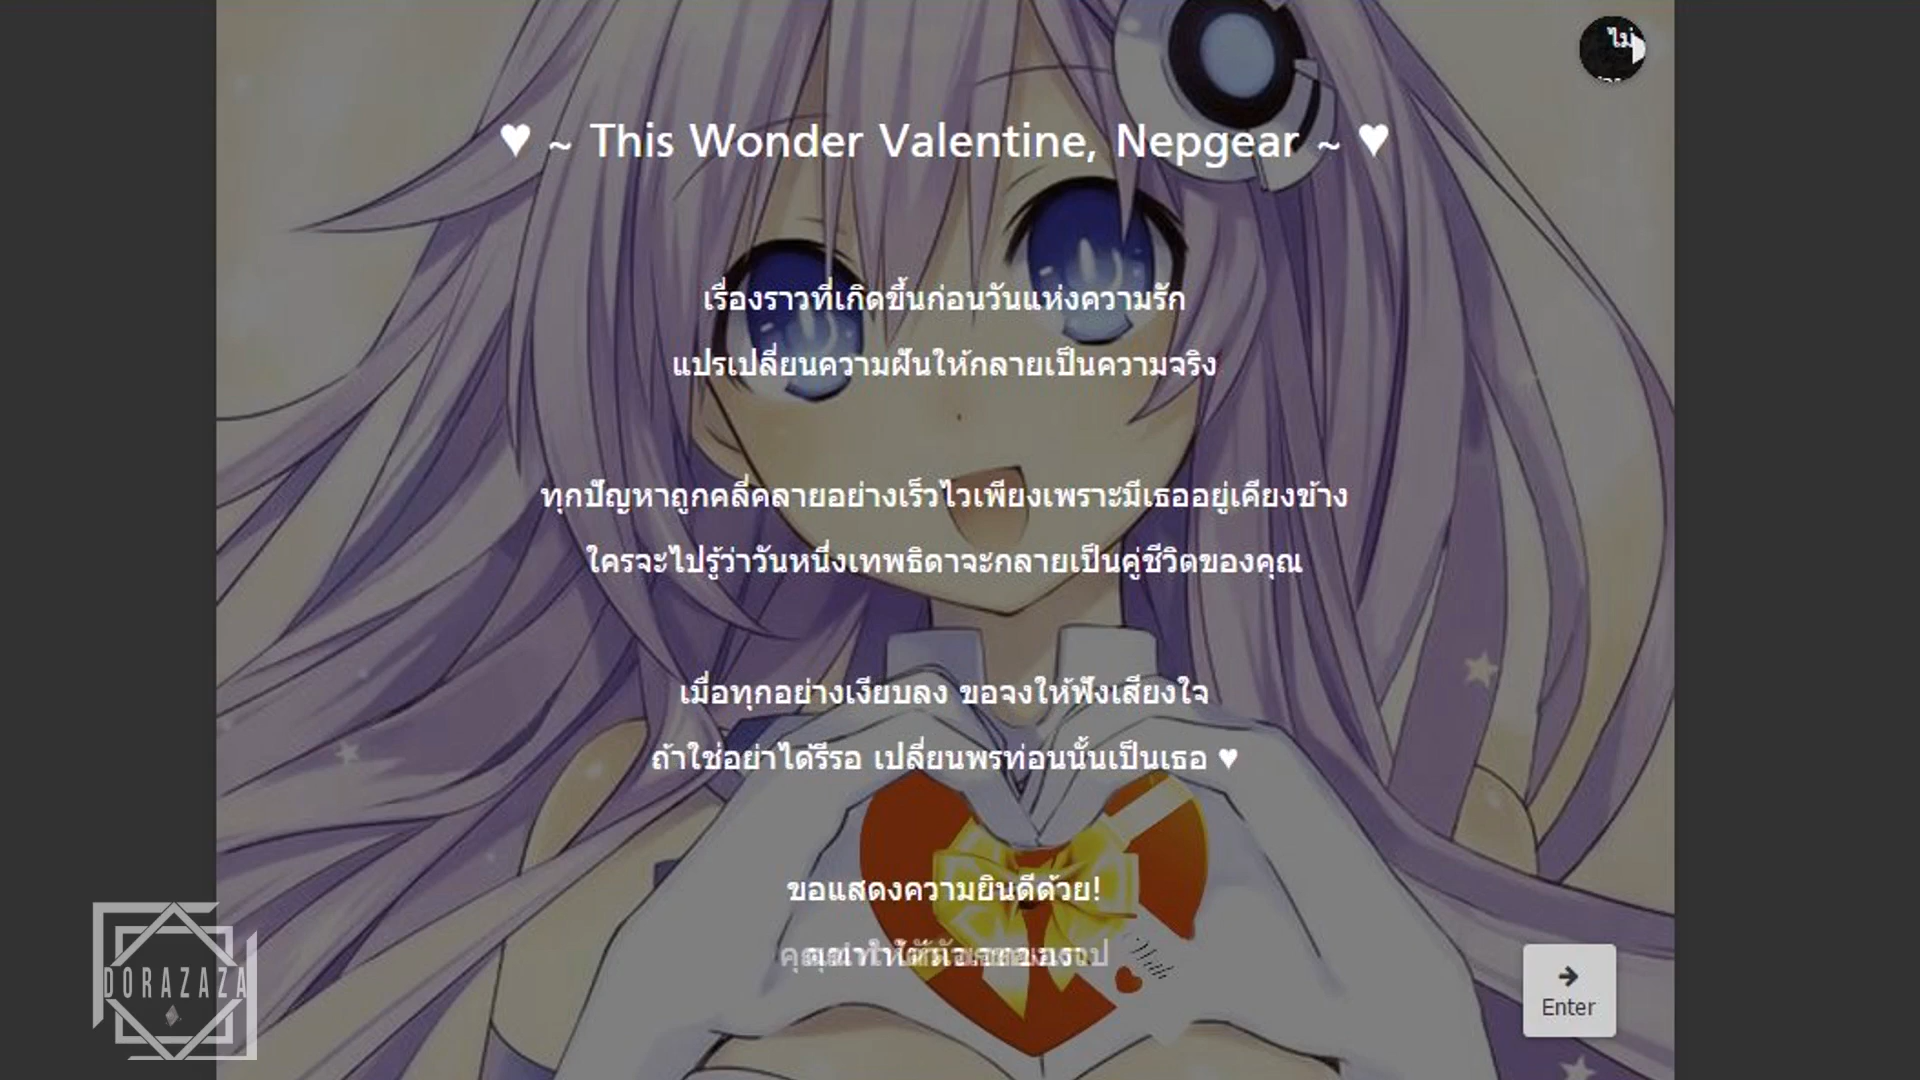 ไม่
♥ ~ This Wonder Valentine, Nepgear ~ ♥
เรื่องราวที่เกิดขึ้นก่อนวันแห่งความรัก
แปรเปลี่ยนความฝันให้กลายเป็นความจริง
ทุกปัญหาถูกคลี่คลายอย่างเร็วไวเพียงเพราะมีเธออยู่เคียงข้าง
ใครจะไปรู้ว่าวันหนึ่งเทพธิดาจะกลายเป็นคู่ชีวิตของคุณ
เมื่อทุกอย่างเงียบลง ขอจงให้ฟังเสียงใจ
ถ้าใช่อย่าได้รีรอ เปลี่ยนพรท่อนนั้นเป็นเธอ ♥
ขอแสดงความยินดีด้วย!
DORAZAZA
Enter